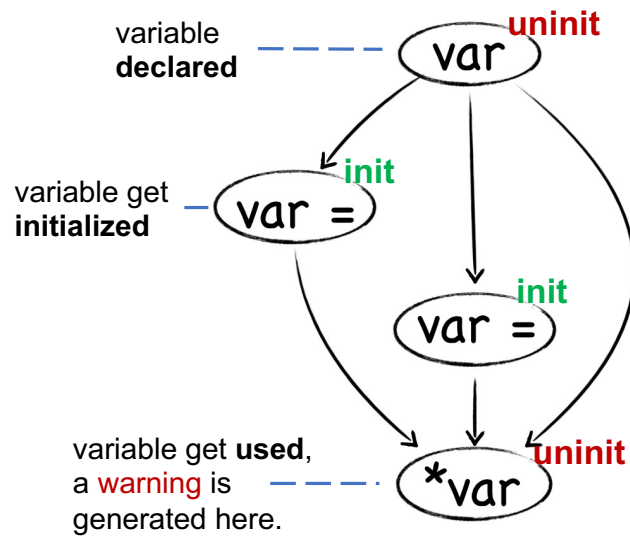 variable
declared
uninit
var
init
variable get
initialized
var =
init
var =
variable get used,
a warning is
generated here.
uninit
*var